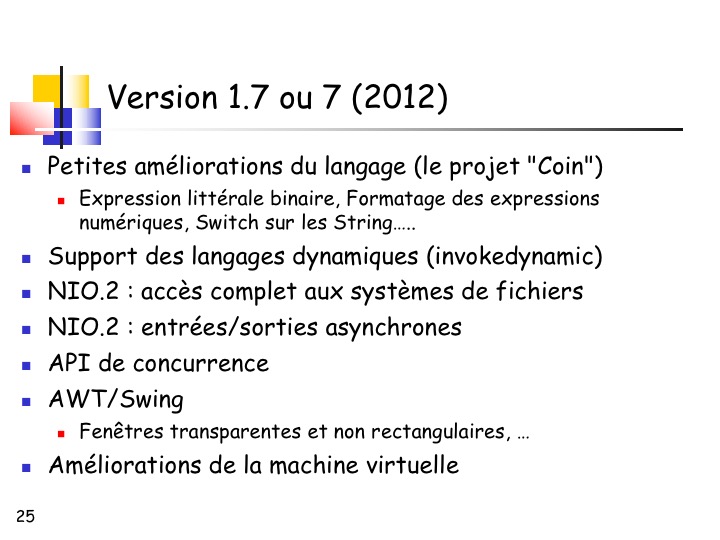 Version 1.7 ou 7 (2012)
Petites améliorations du langage (le projet "Coin")
Expression littérale binaire, Formatage des expressions
numériques, Switch sur les String…..
Support des langages dynamiques (invokedynamic)
NIO.2 : accès complet aux systèmes de fichiers
NIO.2 : entrées/sorties asynchrones
API de concurrence
AWT/Swing
Fenêtres transparentes et non rectangulaires, …
Améliorations de la machine virtuelle
25